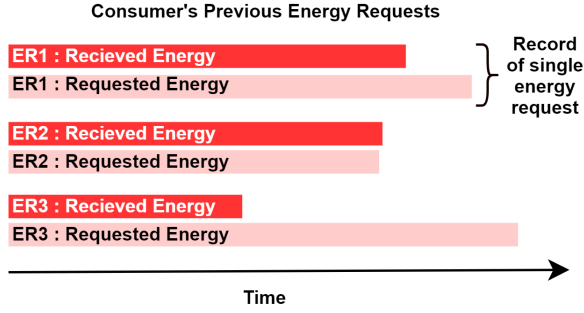 Consumer's Previous Energy Requests
ER1 : Recieved Energy
ER1 : Requested Energy
Record
of single
energy
request
ER2 : Recieved Energy
ER2 : Requested Energy
ER3 : Recieved Energy
ER3 : Requested Energy
Time